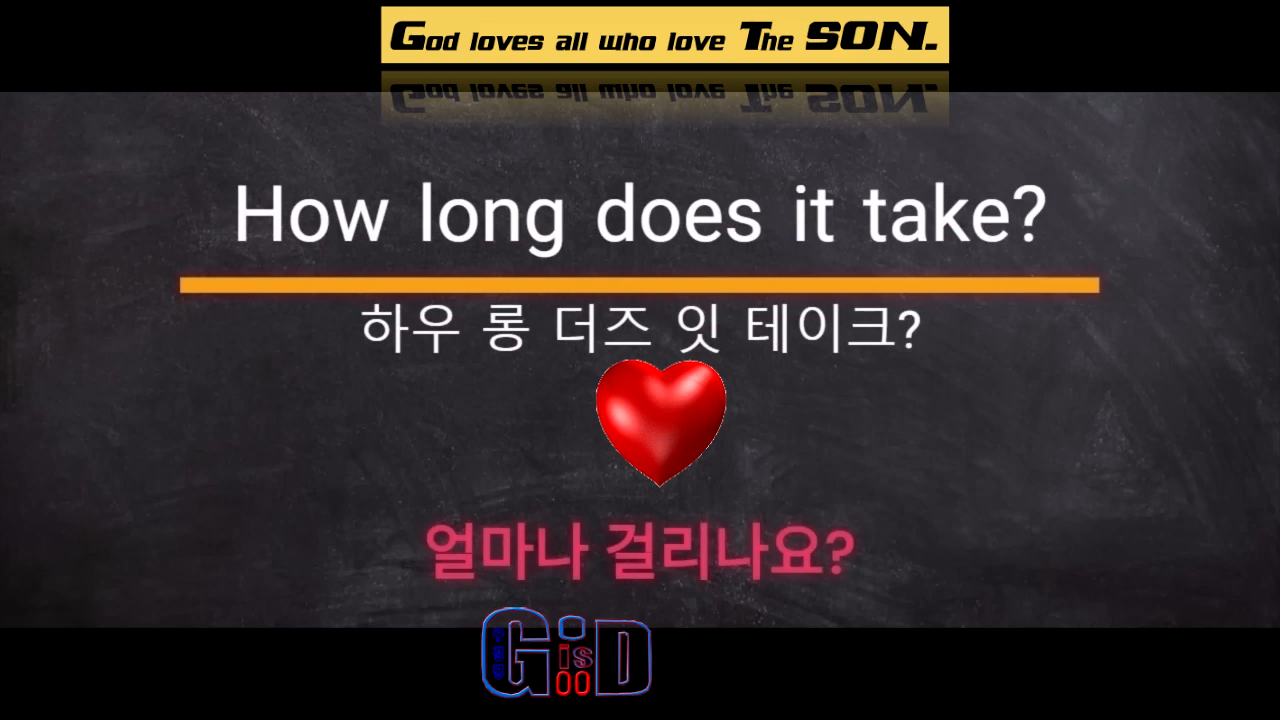 God loves all who love The SON.
How long does it take?
하우 롱 더즈 잇 테이크?
얼마나 걸리나요?